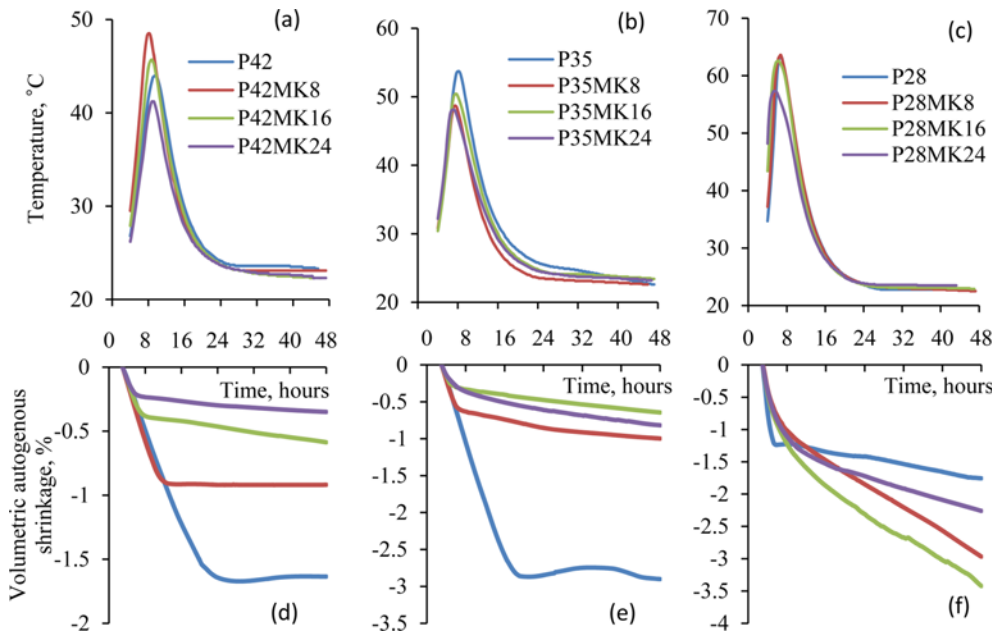 (a)
50
40
30
20
Temperature, °C
P42
P42MK8
P42MK16
P42MK24
(b)
60
50
40
30
20
P35
P35MK8
P35MK16
P35MK24
(c)
70
60
50
40
30
20
P28
P28MK8
P28MK16
P28MK24
0 8 16 24 32 40 48
0 8 16 24 32 40 48
0 8 16 24 32 40 48
Time, hours
0
-0.5
-1
-1.5
-2
Volumetric autogenous
shrinkage, %
(d)
Time, hours
0
-0.5
-1
-1.5
-2
-2.5
-3
-3.5
(e)
Time, hours
0
-0.5
-1
-1.5
-2
-2.5
-3
-3.5
-4
(f)